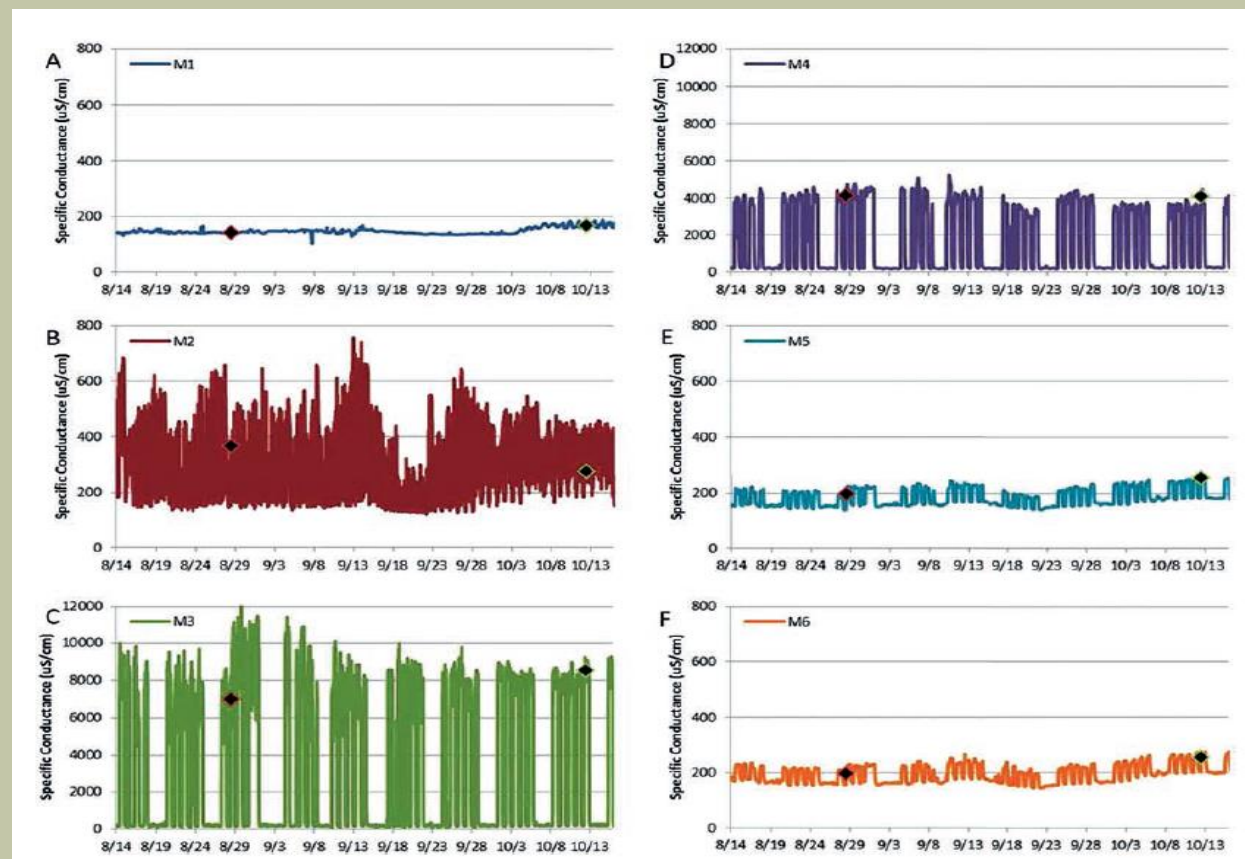 A
Specific Conductance (uS/cm)
M1
800
600
400
200
0
8/14 8/19 8/24 8/29 9/3 9/8 9/13 9/18 9/23 9/28 10/3 10/8 10/13
B
Specific Conductance (uS/cm)
M2
800
600
400
200
0
8/14 8/19 8/24 8/29 9/3 9/8 9/13 9/18 9/23 9/28 10/3 10/8 10/13
C
Specific Conductance (uS/cm)
M3
12000
10000
8000
6000
4000
2000
0
8/14 8/19 8/24 8/29 9/3 9/8 9/13 9/18 9/23 9/28 10/3 10/8 10/13
D
Specific Conductance (uS/cm)
M4
12000
10000
8000
6000
4000
2000
0
8/14 8/19 8/24 8/29 9/3 9/8 9/13 9/18 9/23 9/28 10/3 10/8 10/13
E
Specific Conductance (uS/cm)
M5
800
600
400
200
0
8/14 8/19 8/24 8/29 9/3 9/8 9/13 9/18 9/23 9/28 10/3 10/8 10/13
F
Specific Conductance (uS/cm)
M6
800
600
400
200
0
8/14 8/19 8/24 8/29 9/3 9/8 9/13 9/18 9/23 9/28 10/3 10/8 10/13